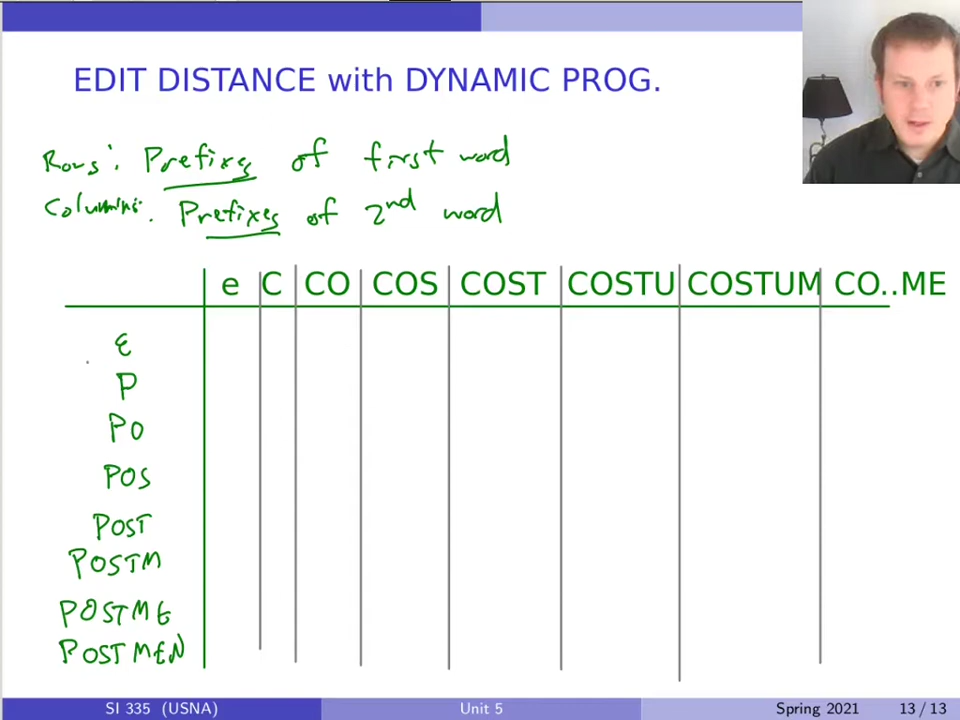 EDIT DISTANCE with DYNAMIC PROG.
Rows: Prefixes of first word
Columns: Prefixes of 2nd word
e C CO COS COST COSTU COSTUM CO..ME
ε
P
PO
POS
POST
POSTM
POSTME
POSTMEN
SI 335 (USNA) Unit 5 Spring 2021 13 / 13